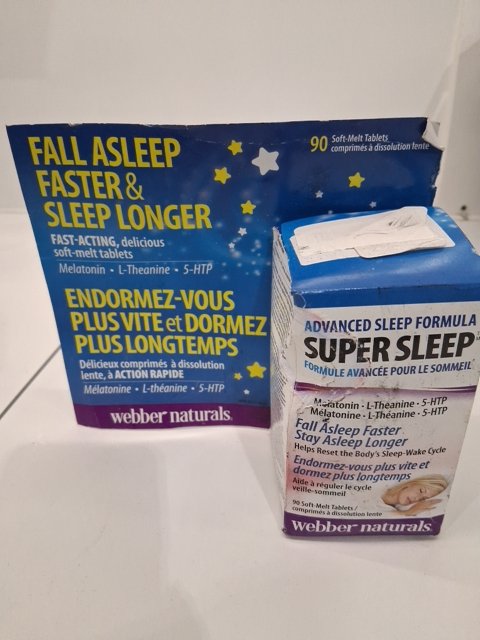 FALL ASLEEP
FASTER &
SLEEP LONGER
FAST-ACTING, delicious
soft-melt tablets
Melatonin • L-Theanine • 5-HTP
ENDORMEZ-VOUS
PLUS VITE et DORMEZ
PLUS LONGTEMPS
Délicieux comprimés à dissolution
lente, à ACTION RAPIDE
Mélatonine • L-théanine • 5-HTP
webber naturals
90 Soft-Melt Tablets
comprimés à dissolution lente
ADVANCED SLEEP FORMULA
SUPER SLEEP
FORMULE AVANCÉE POUR LE SOMMEIL
Melatonin • L-Theanine • 5-HTP
Mélatonine • L-Théanine • 5-HTP
Fall Asleep Faster
Stay Asleep Longer
Helps Reset the Body's Sleep-Wake Cycle
Endormez-vous plus vite et
dormez plus longtemps
Aide à réguler le cycle
veille-sommeil
90 Soft-Melt Tablets/
comprimés à dissolution lente
webber naturals